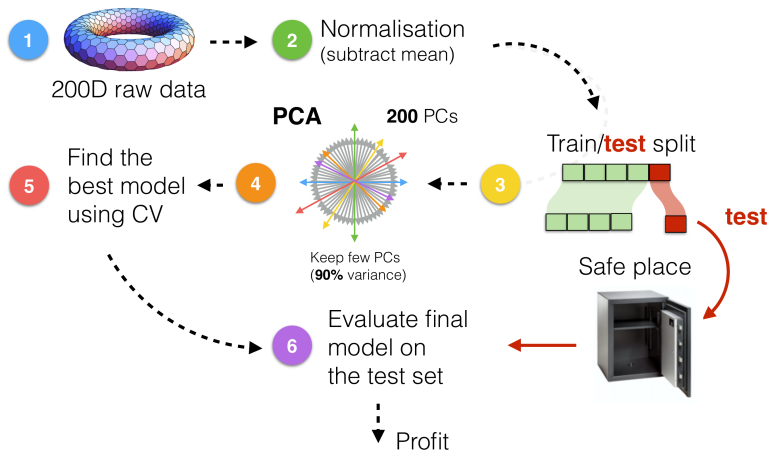 1
200D raw data
2
Normalisation
(subtract mean)
3
Train/test split
test
Safe place
4
PCA
200 PCs
Keep few PCs
(90% variance)
5
Find the
best model
using CV
6
Evaluate final
model on
the test set
Profit